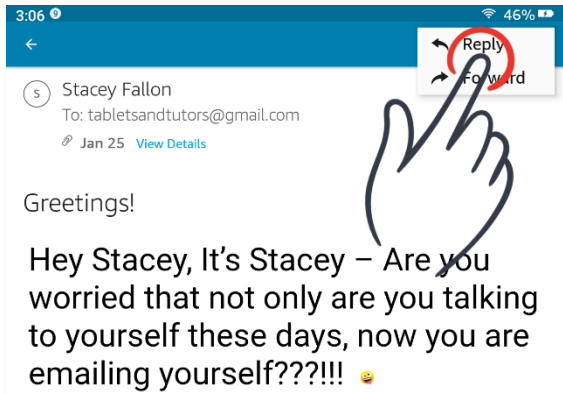 3:06 46%
Reply
Forward
S Stacey Fallon
To: tabletsandtutors@gmail.com
Jan 25 View Details
Greetings!
Hey Stacey, It's Stacey – Are you
worried that not only are you talking
to yourself these days, now you are
emailing yourself???!!! 🤪